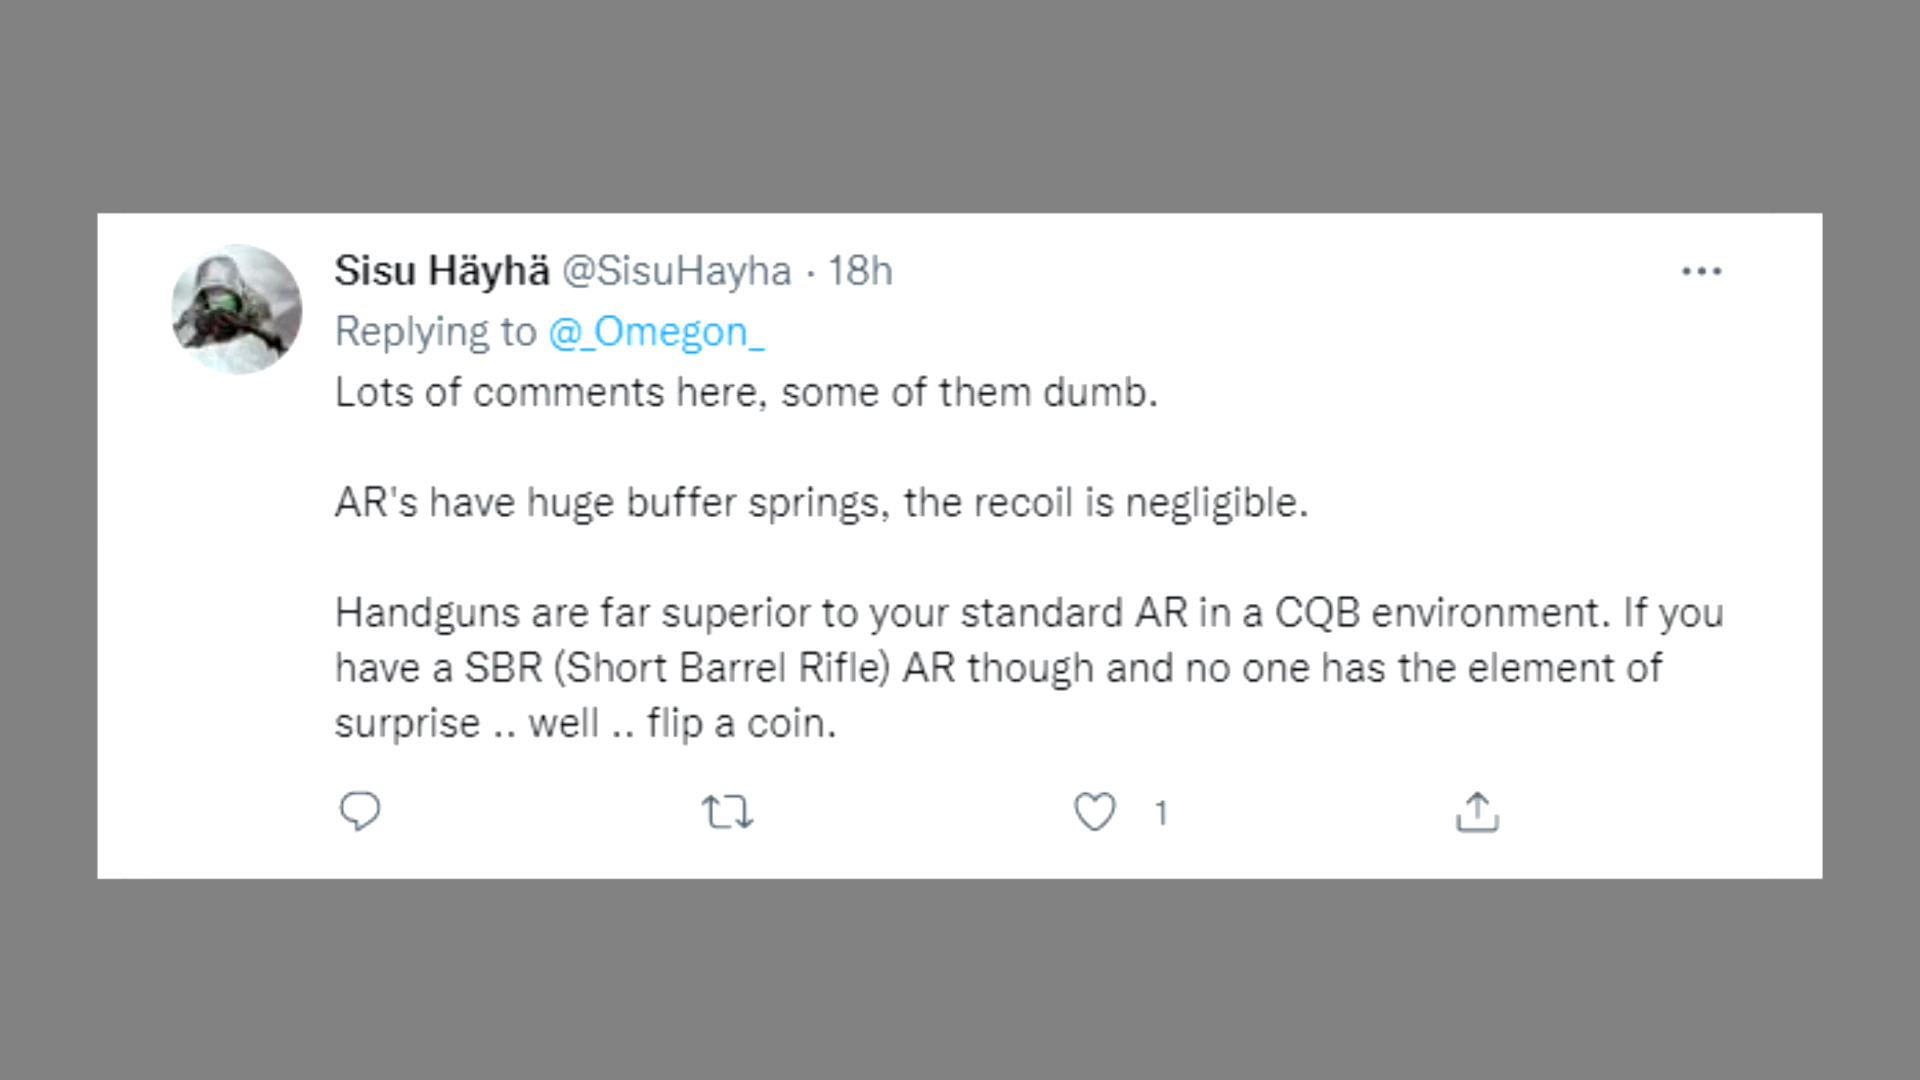 Sisu Häyhä @SisuHayha · 18h
Replying to @_Omegon_
Lots of comments here, some of them dumb.
AR's have huge buffer springs, the recoil is negligible.
Handguns are far superior to your standard AR in a CQB environment. If you
have a SBR (Short Barrel Rifle) AR though and no one has the element of
surprise .. well .. flip a coin.
1